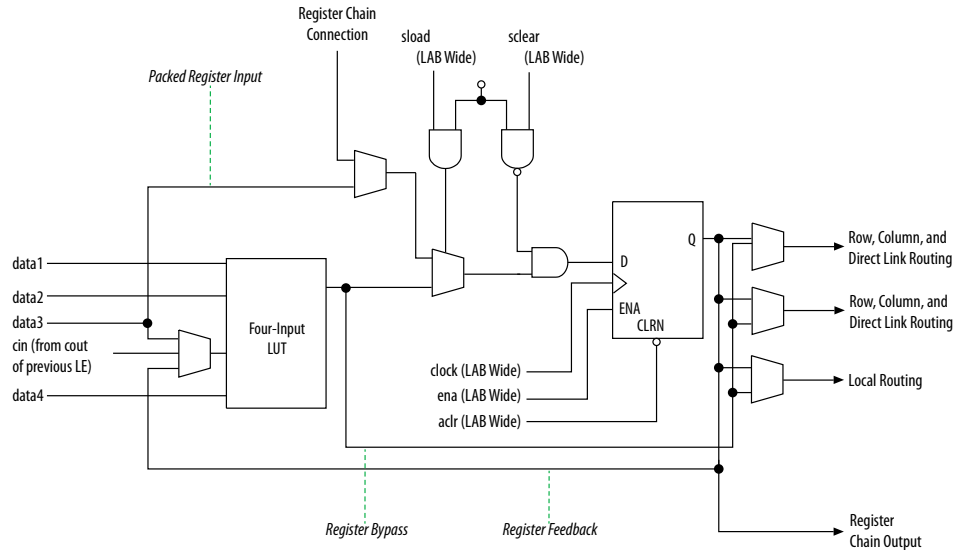 Register Chain
Connection
sload
(LAB Wide)
sclear
(LAB Wide)
Packed Register Input
data1
data2
data3
cin (from cout
of previous LE)
data4
Four-Input
LUT
D
Q
ENA
CLRN
clock (LAB Wide)
ena (LAB Wide)
aclr (LAB Wide)
Row, Column, and
Direct Link Routing
Row, Column, and
Direct Link Routing
Local Routing
Register Bypass
Register Feedback
Register
Chain Output